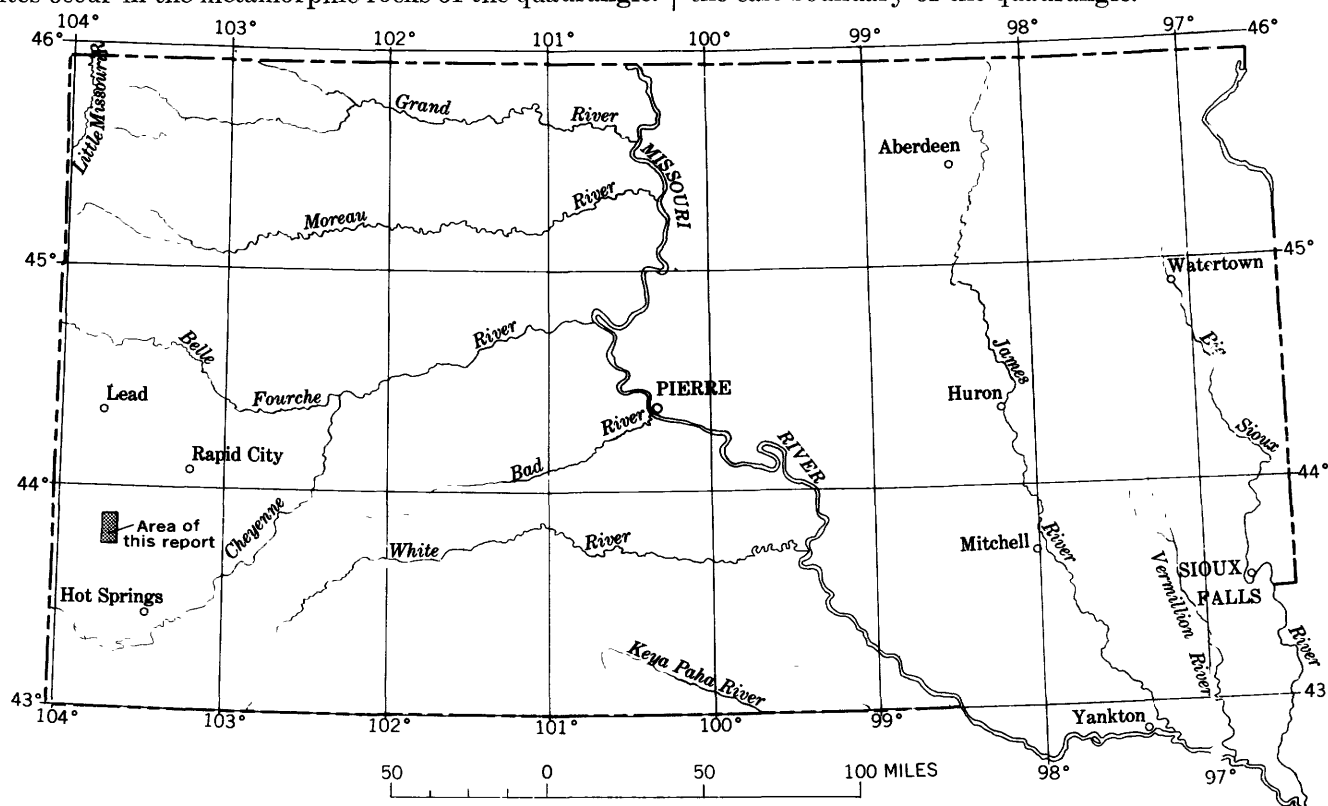 ites occur in the metamorphic rocks of the quadrangle. | the east boundary of the quadrangle.
104° 103° 102° 101° 100° 99° 98° 97° 46°
46°
Little Missouri R
Grand River
MISSOURI
Aberdeen
Moreau River
45° 45°
Watertown
Belle
Fourche
River
James
Big
Lead
PIERRE
Huron
Sioux
Rapid City
Bad River
RIVER
44° 44°
Area of
this report
Cheyenne
White River
Mitchell
River
Vermillion River
SIOUX
FALLS
Hot Springs
Keya Paha River
River
43° 43
Yankton
104° 103° 102° 101° 100° 99°
98° 97°
50 0 50 100 MILES